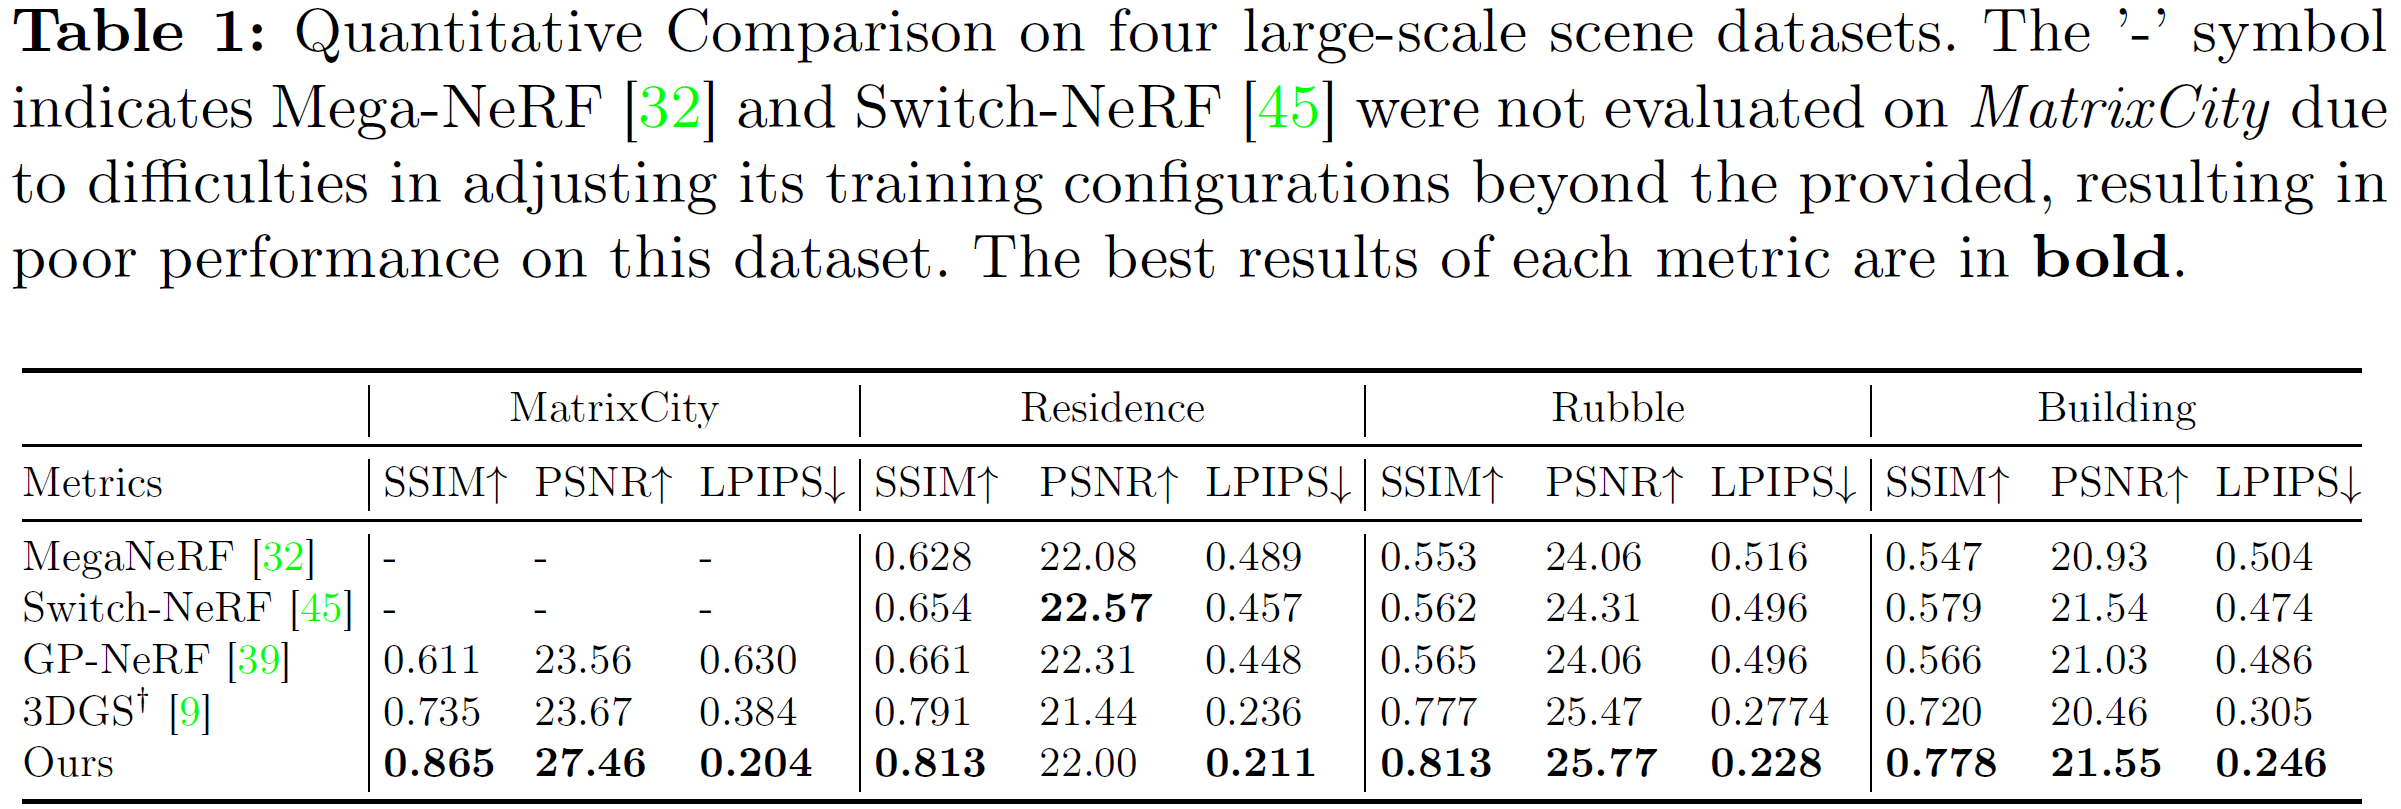 Table 1: Quantitative Comparison on four large-scale scene datasets. The '-' symbol
indicates Mega-NeRF [32] and Switch-NeRF [45] were not evaluated on MatrixCity due
to difficulties in adjusting its training configurations beyond the provided, resulting in
poor performance on this dataset. The best results of each metric are in bold.
MatrixCity Residence Rubble Building
Metrics SSIM↑ PSNR↑ LPIPS↓ SSIM↑ PSNR↑ LPIPS↓ SSIM↑ PSNR↑ LPIPS↓ SSIM↑ PSNR↑ LPIPS↓
MegaNeRF [32] - - - 0.628 22.08 0.489 0.553 24.06 0.516 0.547 20.93 0.504
Switch-NeRF [45] - - - 0.654 22.57 0.457 0.562 24.31 0.496 0.579 21.54 0.474
GP-NeRF [39] 0.611 23.56 0.630 0.661 22.31 0.448 0.565 24.06 0.496 0.566 21.03 0.486
3DGS† [9] 0.735 23.67 0.384 0.791 21.44 0.236 0.777 25.47 0.2774 0.720 20.46 0.305
Ours 0.865 27.46 0.204 0.813 22.00 0.211 0.813 25.77 0.228 0.778 21.55 0.246